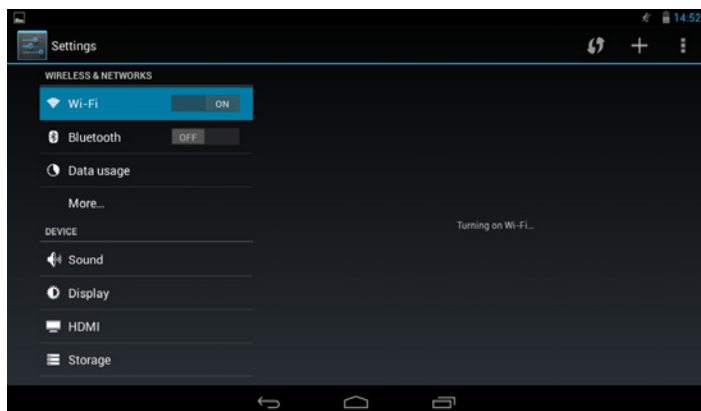 14:52
Settings
WIRELESS & NETWORKS
Wi-Fi ON
Bluetooth OFF
Data usage
More...
Turning on Wi-Fi...
DEVICE
Sound
Display
HDMI
Storage